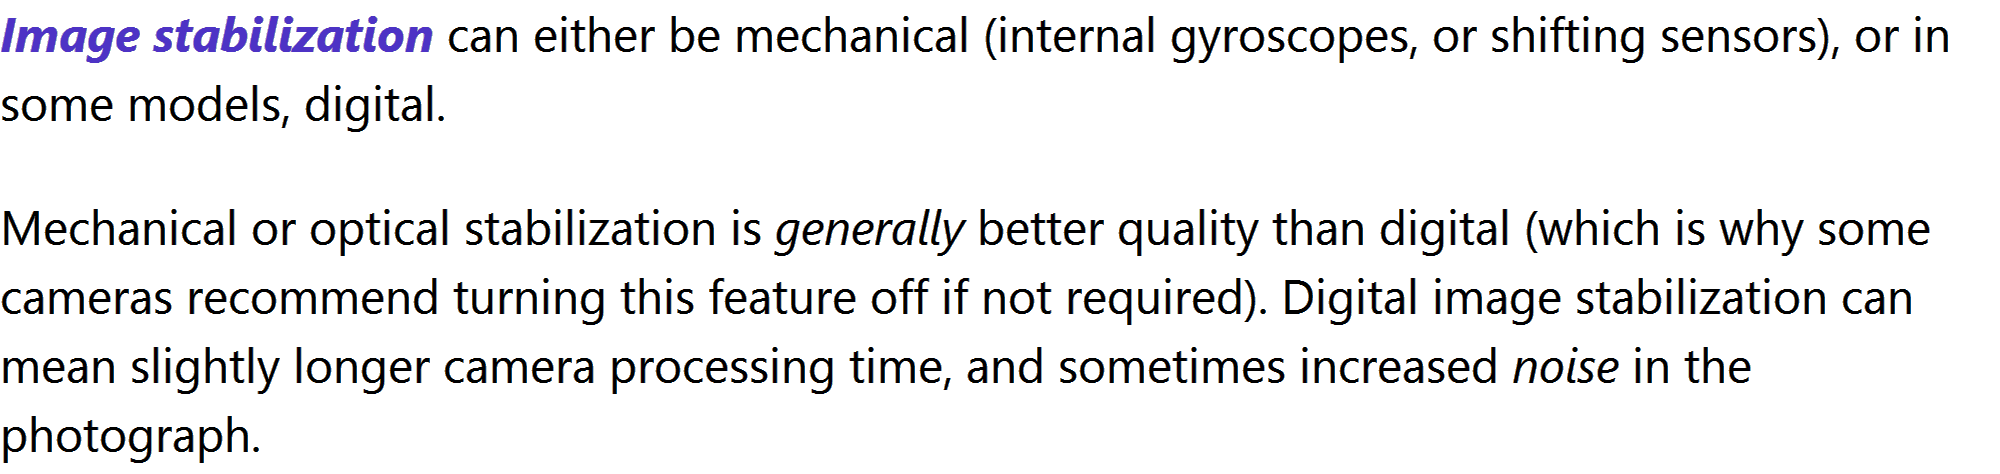 Image stabilization can either be mechanical (internal gyroscopes, or shifting sensors), or in
some models, digital.
Mechanical or optical stabilization is generally better quality than digital (which is why some
cameras recommend turning this feature off if not required). Digital image stabilization can
mean slightly longer camera processing time, and sometimes increased noise in the
photograph.